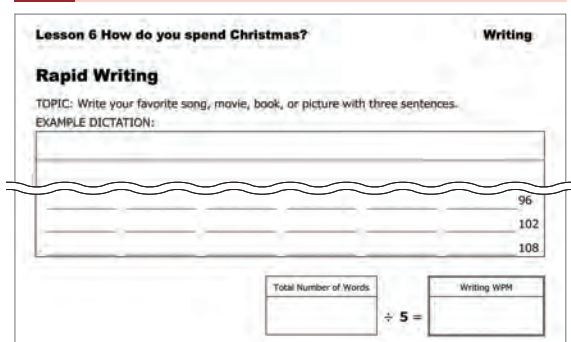 Lesson 6 How do you spend Christmas? Writing
Rapid Writing
TOPIC: Write your favorite song, movie, book, or picture with three sentences.
EXAMPLE DICTATION:
96
102
108
Total Number of Words Writing WPM
÷ 5 =